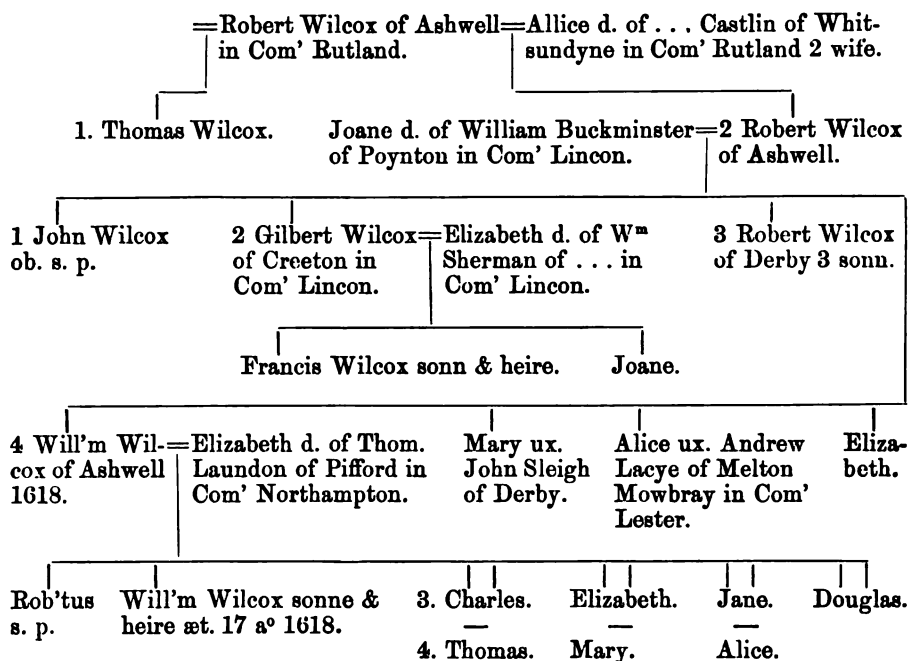 =Robert Wilcox of Ashwell=Allice d. of . . . Castlin of Whit-
in Com' Rutland. sundyne in Com' Rutland 2 wife.
1. Thomas Wilcox. Joane d. of William Buckminster=2 Robert Wilcox
of Poynton in Com' Lincon. of Ashwell.
1 John Wilcox 2 Gilbert Wilcox=Elizabeth d. of Wᵐ 3 Robert Wilcox
ob. s. p. of Creeton in Sherman of . . . in of Derby 3 sonn.
Com' Lincon. Com' Lincon.
Francis Wilcox sonn & heire. Joane.
4 Will'm Wil-=Elizabeth d. of Thom. Mary ux. Alice ux. Andrew Eliza-
cox of Ashwell Laundon of Pifford in John Sleigh Lacye of Melton beth.
1618. Com' Northampton. of Derby. Mowbray in Com'
Lester.
Rob'tus Will'm Wilcox sonne & 3. Charles. Elizabeth. Jane. Douglas.
s. p. heire æt. 17 aº 1618. — — —
4. Thomas. Mary. Alice.